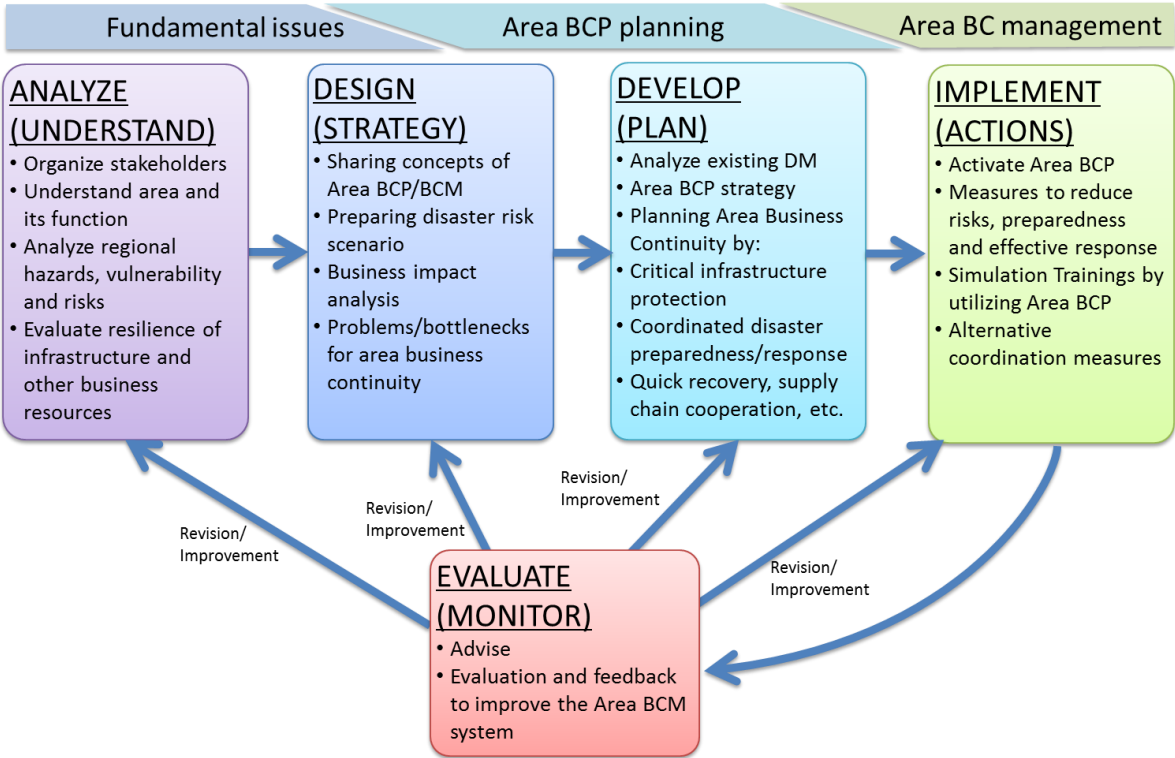 Fundamental issues
Area BCP planning
Area BC management
ANALYZE
(UNDERSTAND)
• Organize stakeholders
• Understand area and
its function
• Analyze regional
hazards, vulnerability
and risks
• Evaluate resilience of
infrastructure and
other business
resources
DESIGN
(STRATEGY)
• Sharing concepts of
Area BCP/BCM
• Preparing disaster risk
scenario
• Business impact
analysis
• Problems/bottlenecks
for area business
continuity
DEVELOP
(PLAN)
• Analyze existing DM
• Area BCP strategy
• Planning Area Business
Continuity by:
• Critical infrastructure
protection
• Coordinated disaster
preparedness/response
• Quick recovery, supply
chain cooperation, etc.
IMPLEMENT
(ACTIONS)
• Activate Area BCP
• Measures to reduce
risks, preparedness
and effective response
• Simulation Trainings by
utilizing Area BCP
• Alternative
coordination measures
Revision/
Improvement
Revision/
Improvement
Revision/
Improvement
Revision/
Improvement
EVALUATE
(MONITOR)
• Advise
• Evaluation and feedback
to improve the Area BCM
system